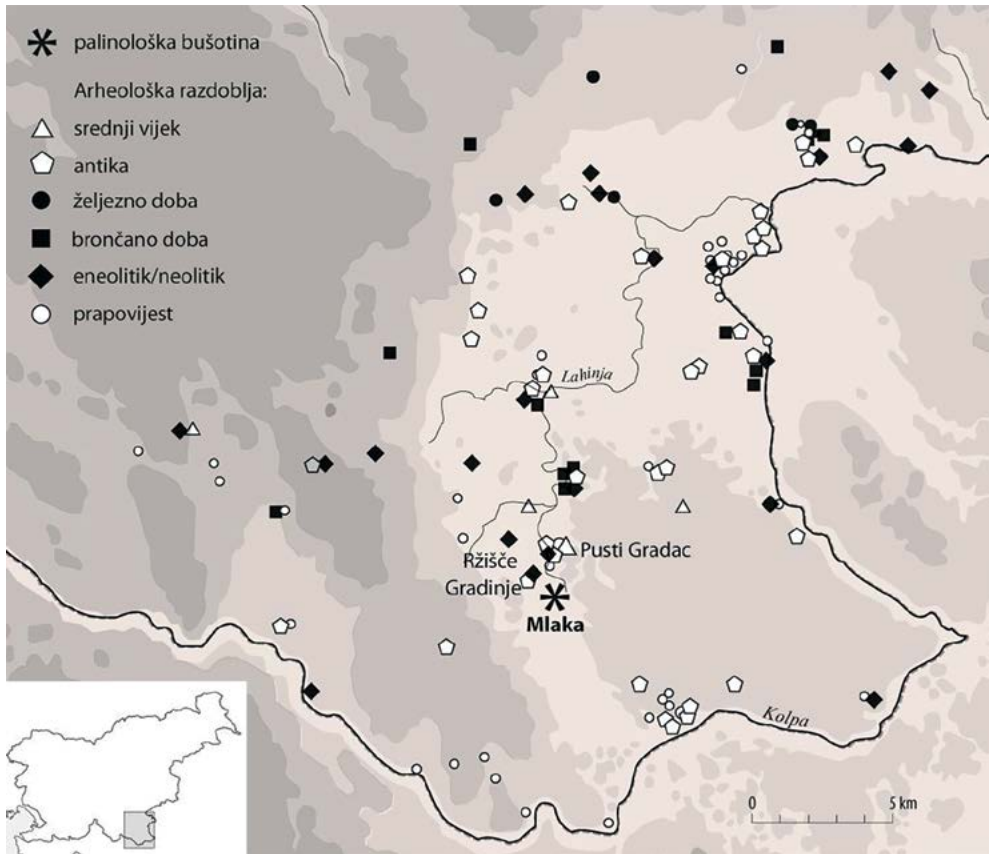 palinološka bušotina
Arheološka razdoblja:
srednji vijek
antika
željezno doba
brončano doba
eneolitik/neolitik
prapovijest
Lahinja
Pusti Gradac
Ržišče
Gradinje
Mlaka
Kolpa
0 5 km